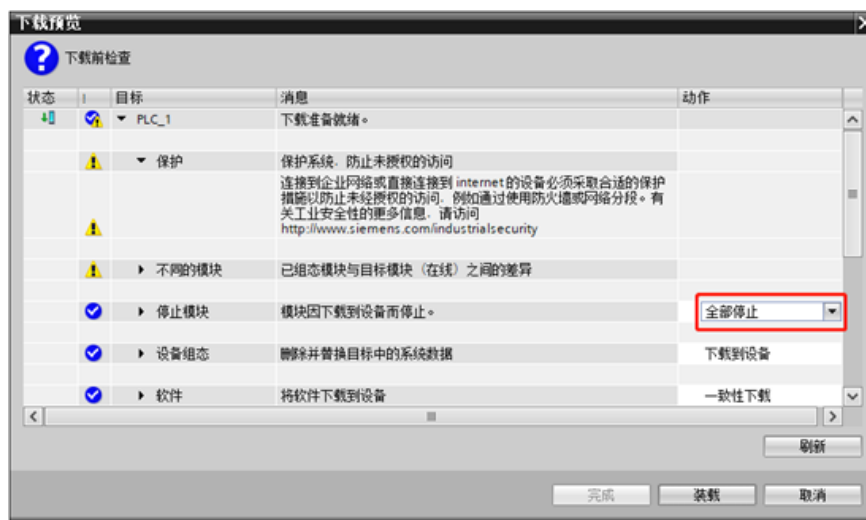 下载预览
下载前检查
状态 ! 目标 消息 动作
PLC_1 下载准备就绪。
保护 保护系统，防止未授权的访问
连接到企业网络或直接连接到 internet 的设备必须采取合适的保护
措施以防止未经授权的访问，例如通过使用防火墙或网络分段。有
关工业安全性的更多信息，请访问
http://www.siemens.com/industrialsecurity
不同的模块 已组态模块与目标模块（在线）之间的差异
停止模块 模块因下载到设备而停止。 全部停止
设备组态 删除并替换目标中的系统数据 下载到设备
软件 将软件下载到设备 一致性下载
刷新
完成 装载 取消